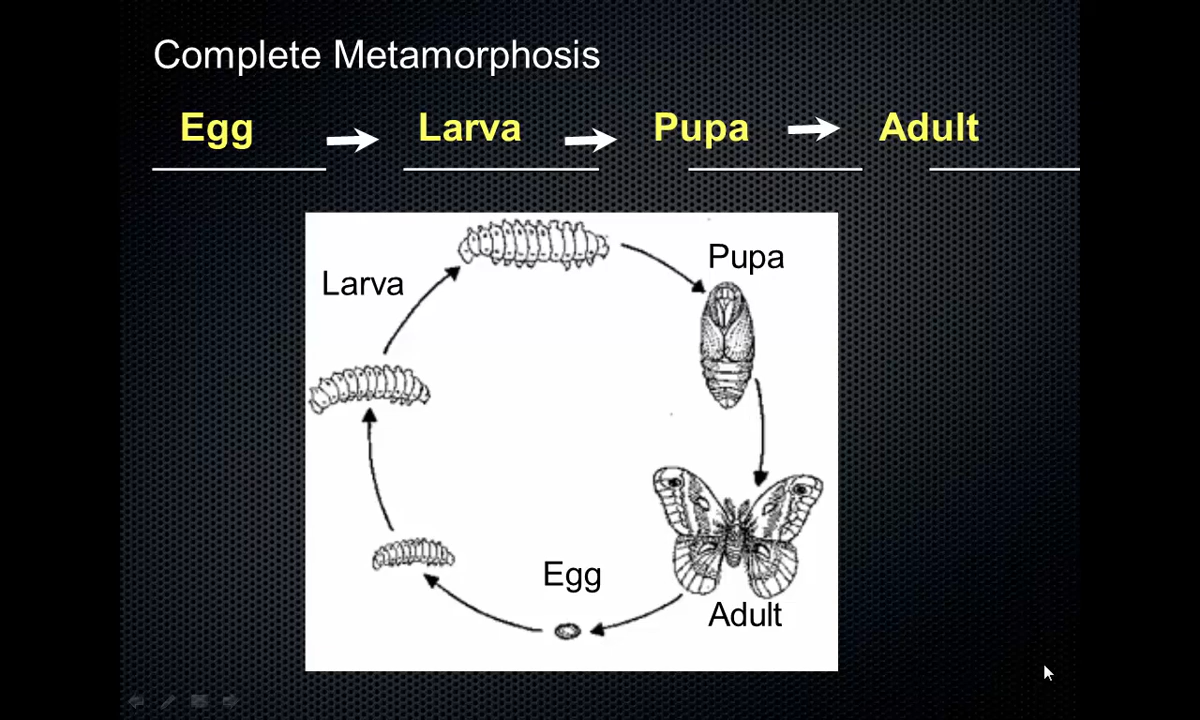 Complete Metamorphosis
Egg Larva Pupa Adult
Pupa
Larva
Egg
Adult